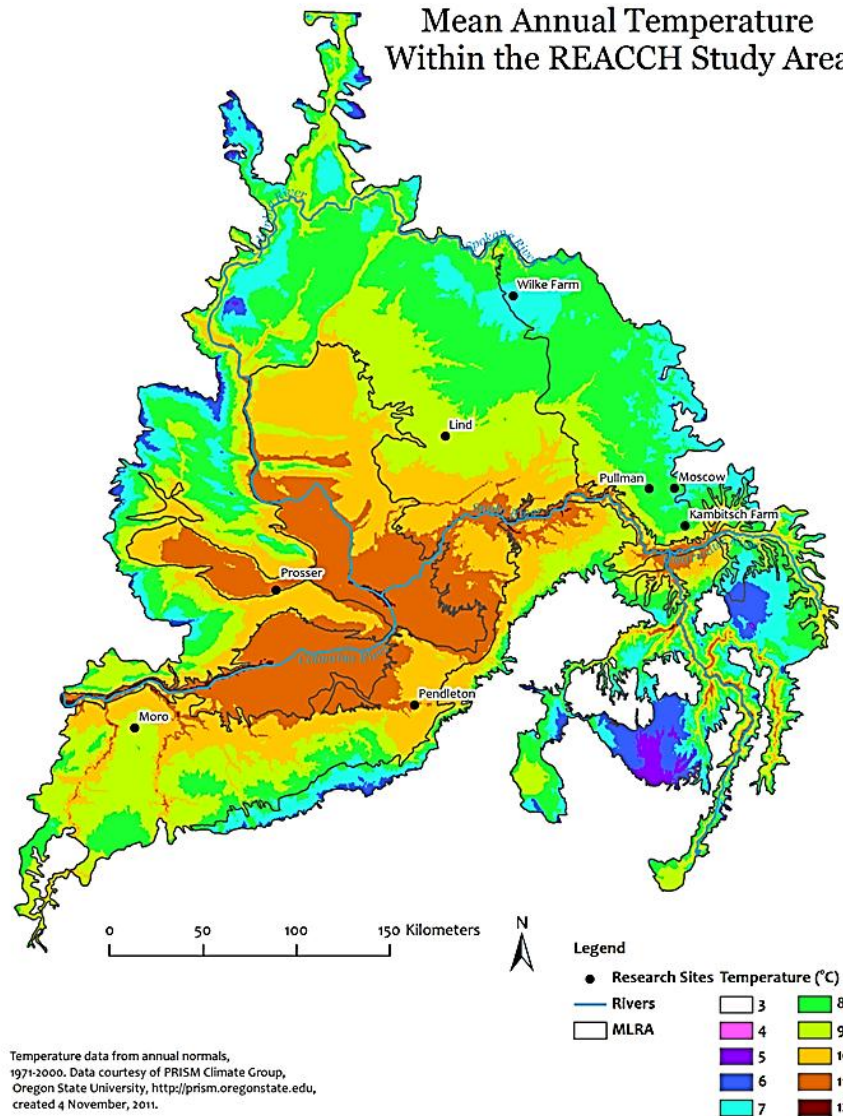 Mean Annual Temperature
Within the REACCH Study Area
Spokane River
Wilke Farm
Lind
Pullman
Moscow
Kambitsch Farm
Prosser
Columbia River
Pendleton
Moro
0 50 100 150 Kilometers
N
Legend
Research Sites
Rivers
MLRA
Temperature (°C)
3
4
5
6
7
8
9
Temperature data from annual normals,
1971-2000. Data courtesy of PRISM Climate Group,
Oregon State University, http://prism.oregonstate.edu,
created 4 November, 2011.